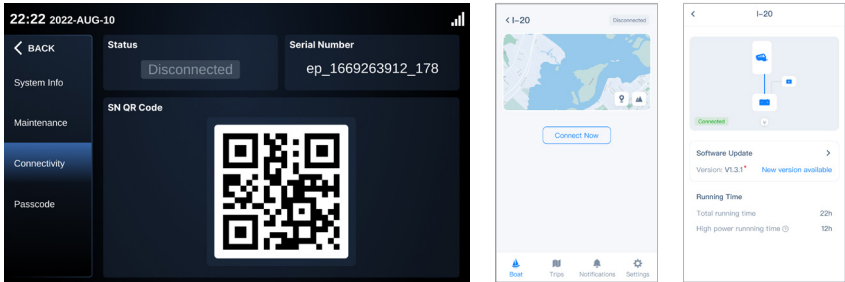 22:22 2022-AUG-10
BACK
System Info
Maintenance
Connectivity
Passcode
Status
Disconnected
Serial Number
ep_1669263912_178
SN QR Code
I-20
Disconnected
Connect Now
Boat
Trips
Notifications
Settings
I-20
Connected
Software Update
Version: V1.3.1* New version available
Running Time
Total running time 22h
High power runnning time 12h